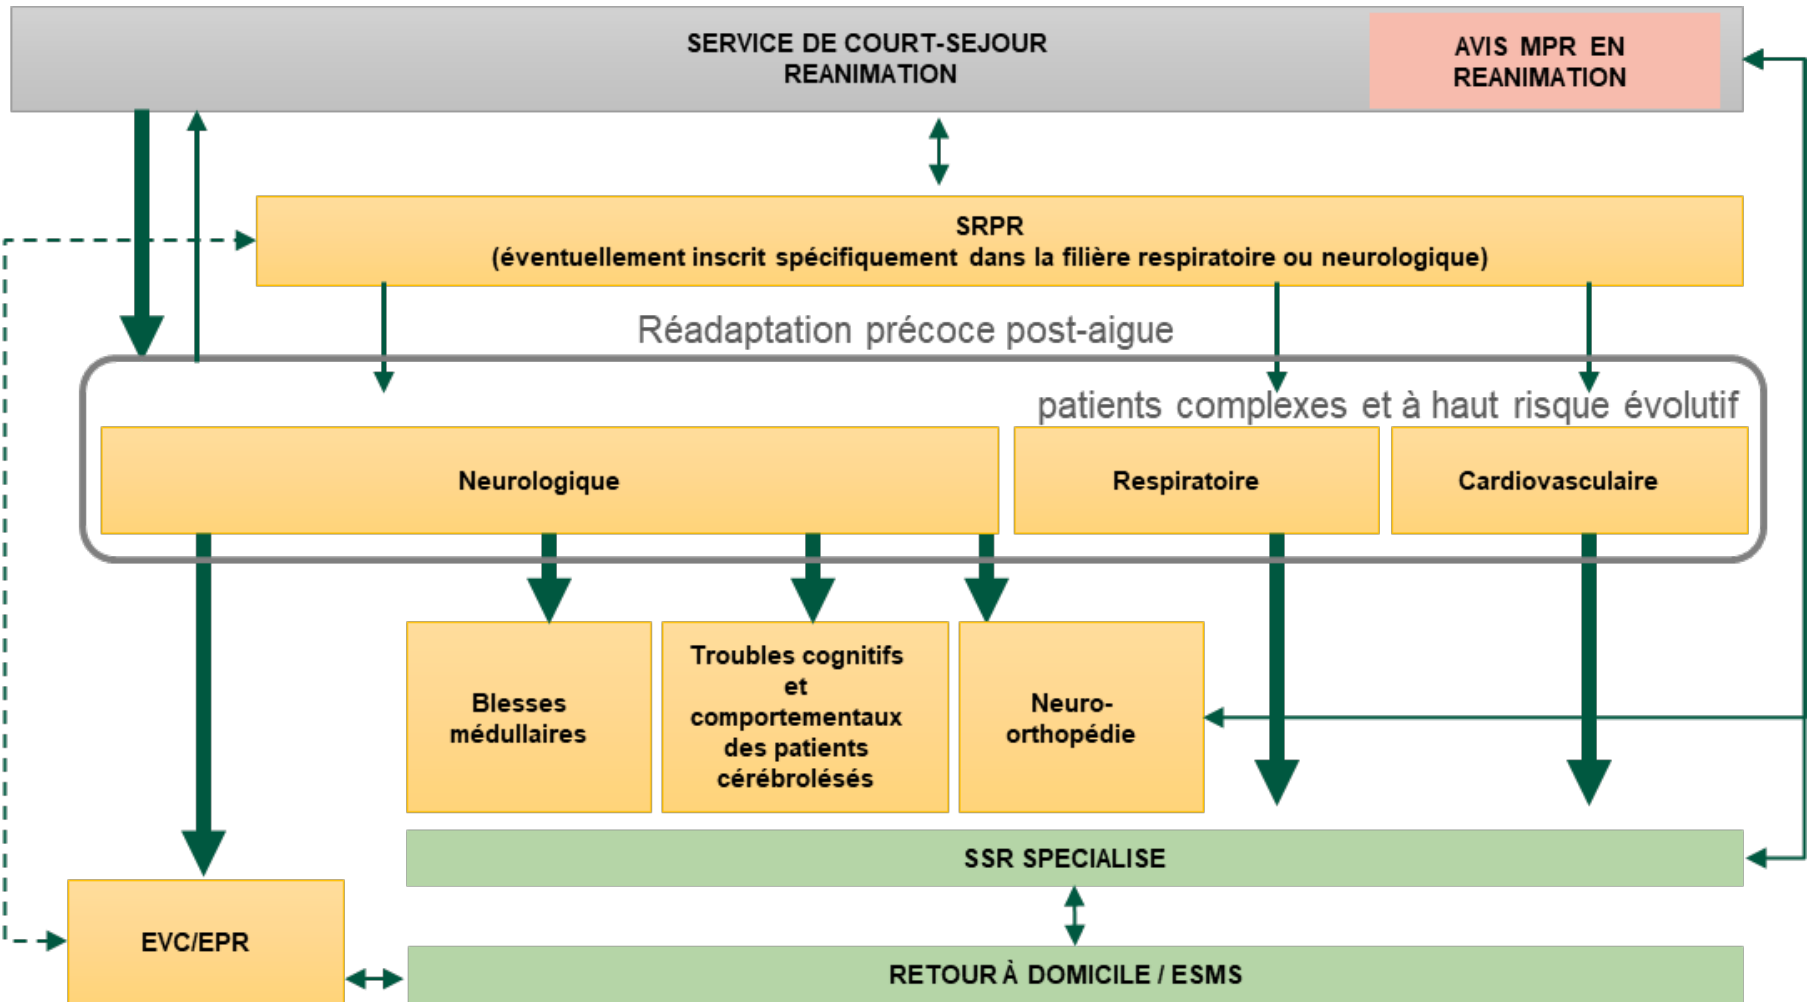 SERVICE DE COURT-SEJOUR
REANIMATION
AVIS MPR EN
REANIMATION
SRPR
(éventuellement inscrit spécifiquement dans la filière respiratoire ou neurologique)
Réadaptation précoce post-aigue
patients complexes et à haut risque évolutif
Neurologique
Respiratoire
Cardiovasculaire
Blesses
médullaires
Troubles cognitifs
et
comportementaux
des patients
cérébrolésés
Neuro-
orthopédie
SSR SPECIALISE
EVC/EPR
RETOUR À DOMICILE / ESMS